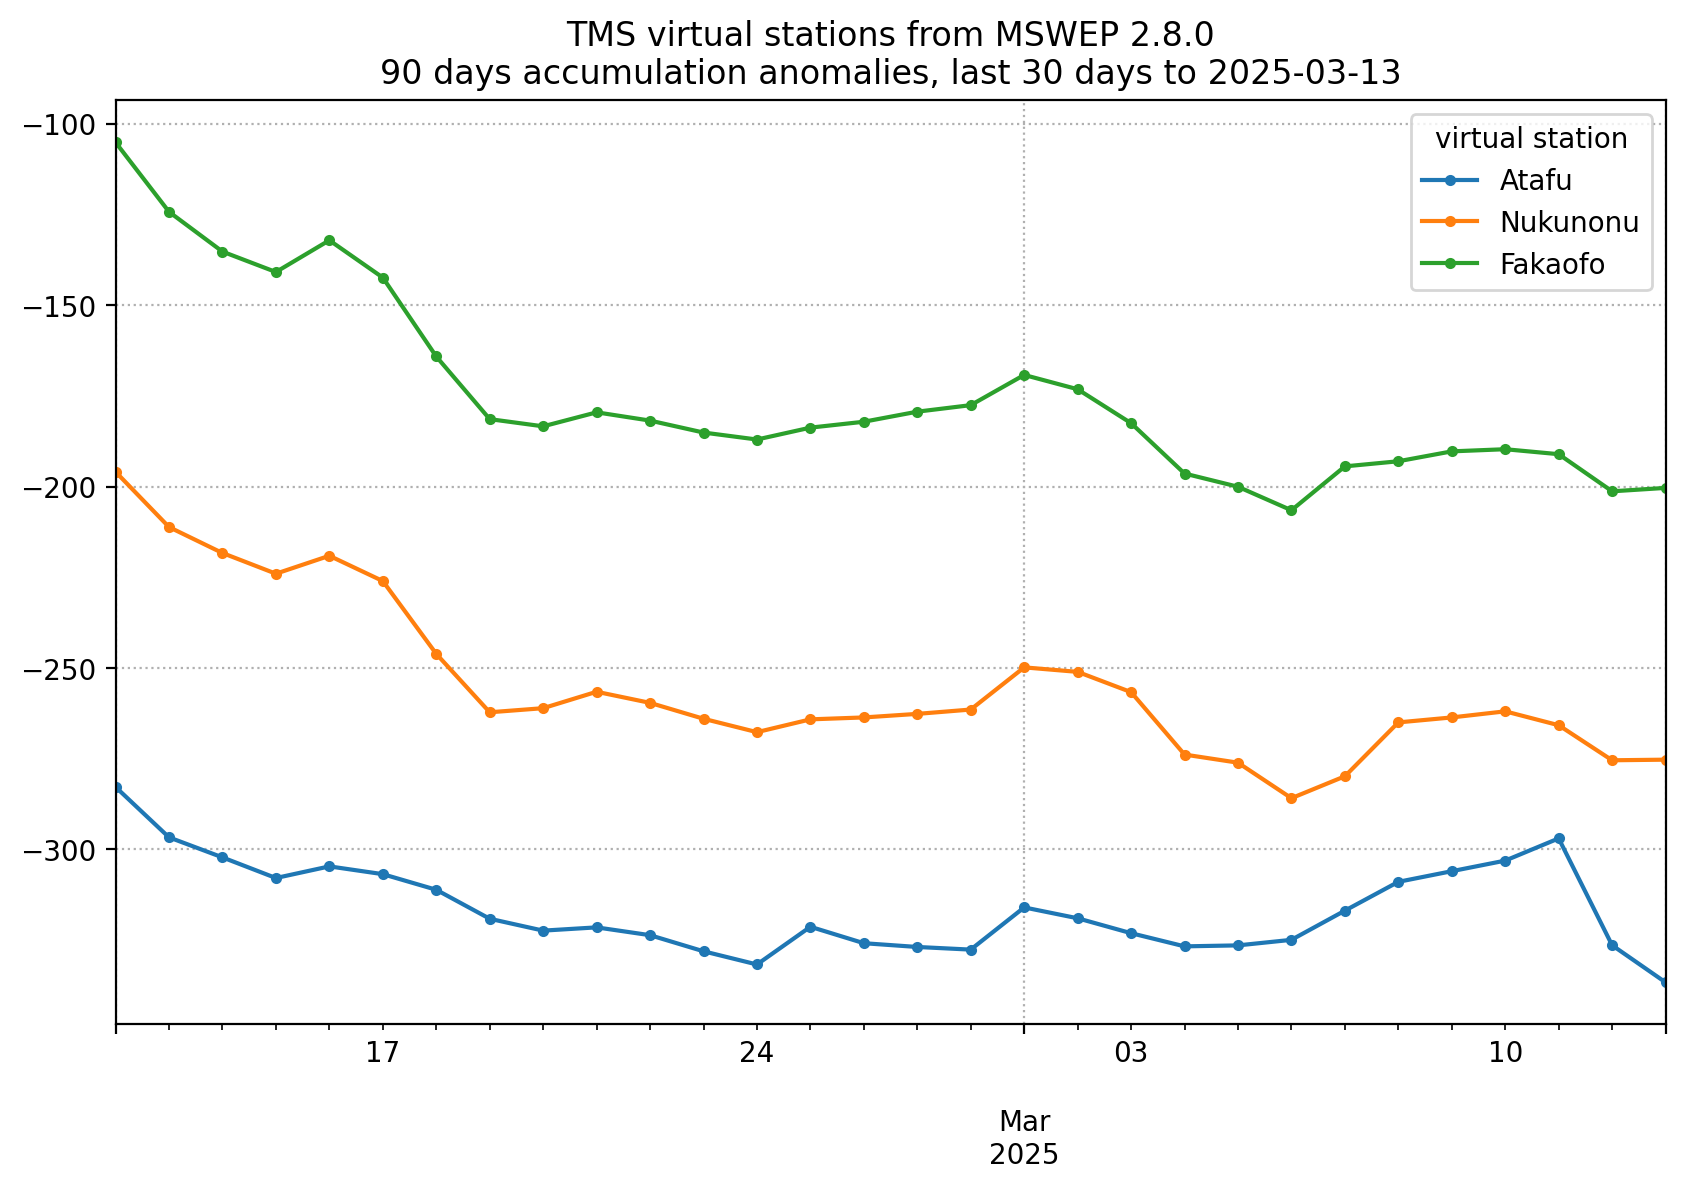 TMS virtual stations from MSWEP 2.8.0
90 days accumulation anomalies, last 30 days to 2025-03-13
virtual station
Atafu
Nukunonu
Fakaofo
−100
−150
−200
−250
−300
17
24
03
10
Mar
2025